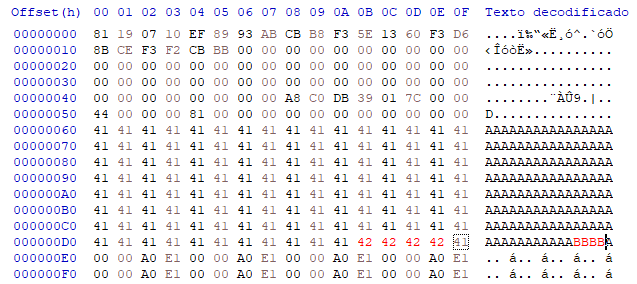 Offset(h) 00 01 02 03 04 05 06 07 08 09 0A 0B 0C 0D 0E 0F Texto decodificado
00000000 81 19 07 10 EF 89 93 AB CB B8 F3 5E 13 60 F3 D6 ....ï‰“«Ë¸ó^.`óÖ
00000010 8B CE F3 F2 CB BB 00 00 00 00 00 00 00 00 00 00 ‹ÎóòË»..........
00000020 00 00 00 00 00 00 00 00 00 00 00 00 00 00 00 00 ................
00000030 00 00 00 00 00 00 00 00 00 00 00 00 00 00 00 00 ................
00000040 00 00 00 00 00 00 00 00 A8 C0 DB 39 01 7C 00 00 ........¨ÀÛ9.|..
00000050 44 00 00 00 81 00 00 00 00 00 00 00 00 00 00 00 D...............
00000060 41 41 41 41 41 41 41 41 41 41 41 41 41 41 41 41 AAAAAAAAAAAAAAAA
00000070 41 41 41 41 41 41 41 41 41 41 41 41 41 41 41 41 AAAAAAAAAAAAAAAA
00000080 41 41 41 41 41 41 41 41 41 41 41 41 41 41 41 41 AAAAAAAAAAAAAAAA
00000090 41 41 41 41 41 41 41 41 41 41 41 41 41 41 41 41 AAAAAAAAAAAAAAAA
000000A0 41 41 41 41 41 41 41 41 41 41 41 41 41 41 41 41 AAAAAAAAAAAAAAAA
000000B0 41 41 41 41 41 41 41 41 41 41 41 41 41 41 41 41 AAAAAAAAAAAAAAAA
000000C0 41 41 41 41 41 41 41 41 41 41 41 41 41 41 41 41 AAAAAAAAAAAAAAAA
000000D0 41 41 41 41 41 41 41 41 41 41 41 42 42 42 42 41 AAAAAAAAAAABBBBA
000000E0 00 00 A0 E1 00 00 A0 E1 00 00 A0 E1 00 00 A0 E1 .. á.. á.. á.. á
000000F0 00 00 A0 E1 00 00 A0 E1 00 00 A0 E1 00 00 A0 E1 .. á.. á.. á.. á